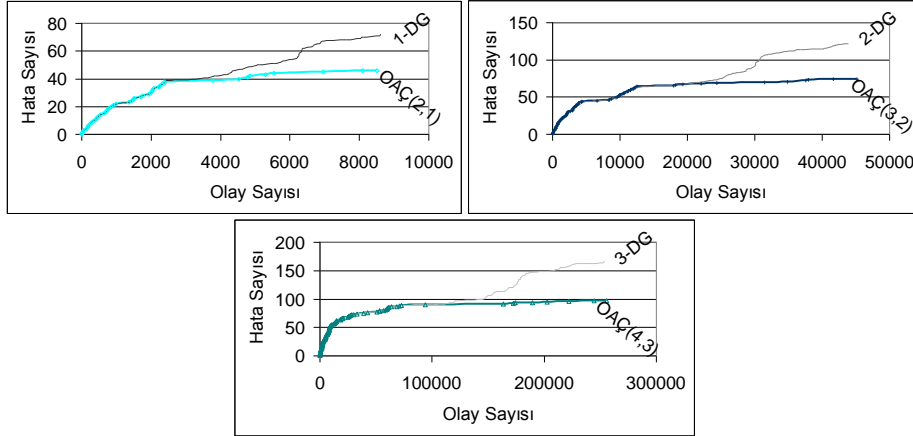 Hata Sayısı
80
60
40
20
0
0 2000 4000 6000 8000 10000
Olay Sayısı
1-DG
OAÇ(2,1)
Hata Sayısı
150
100
50
0
0 10000 20000 30000 40000 50000
Olay Sayısı
2-DG
OAÇ(3,2)
Hata Sayısı
200
150
100
50
0
0 100000 200000 300000
Olay Sayısı
3-DG
OAÇ(4,3)